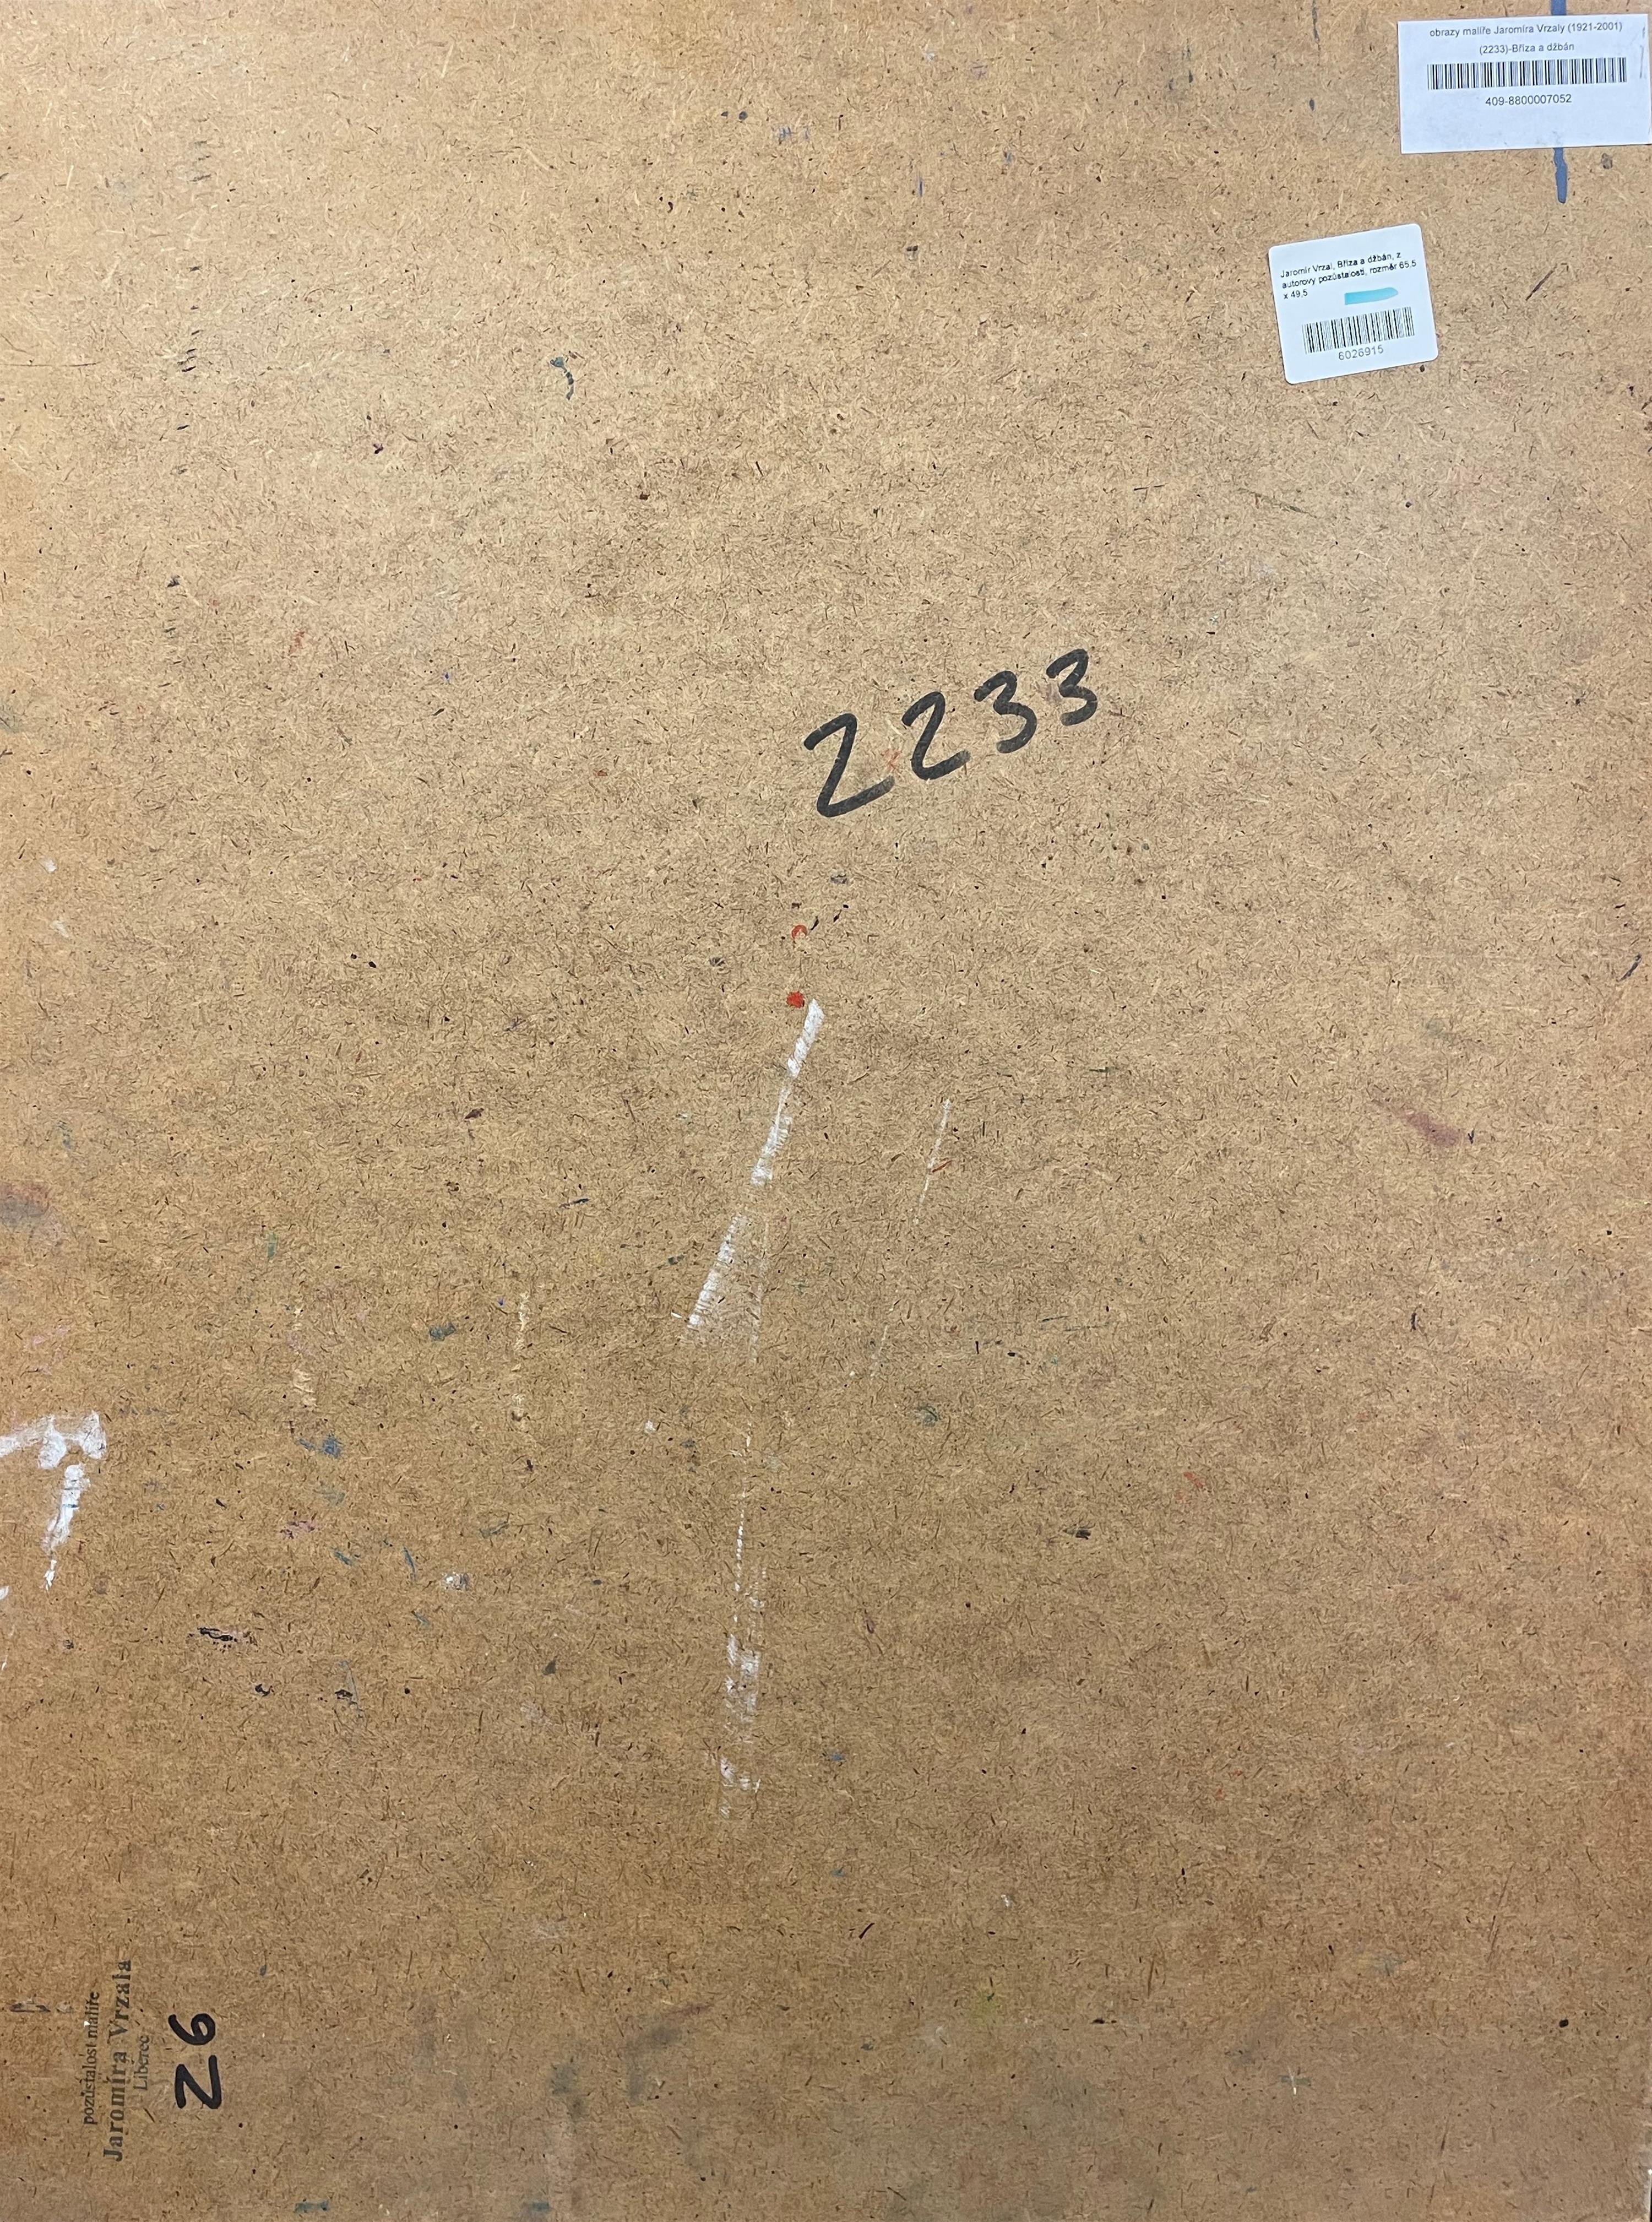 obrazy malíře Jaromíra Vrzaly (1921-2001)
(2233)-Bříza a džbán
409-8800007052
Jaromír Vrzal, Bříza a džbán, z
autorovy pozůstalosti, rozměr 65,5
x 49,5
6026915
2233
pozůstalost malíře
Jaromíra Vrzala
Liberec
26